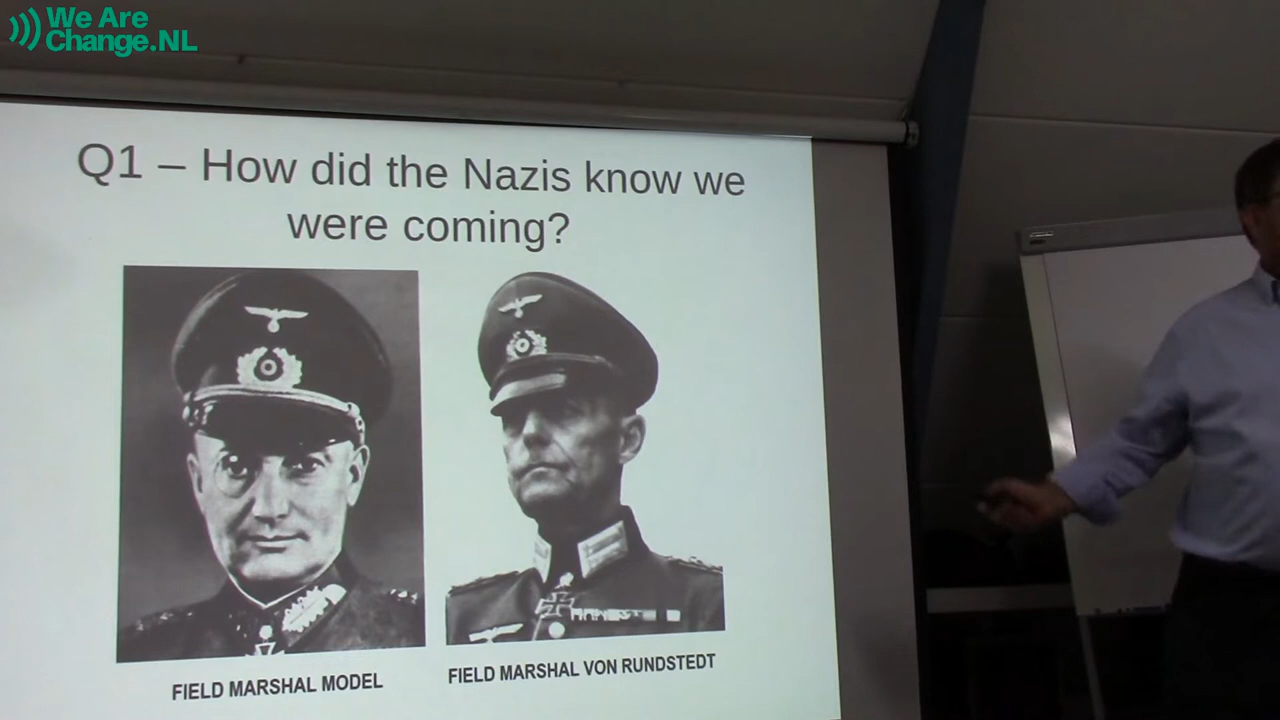 We Are
Change.NL
Q1 – How did the Nazis know we
were coming?
FIELD MARSHAL MODEL
FIELD MARSHAL VON RUNDSTEDT